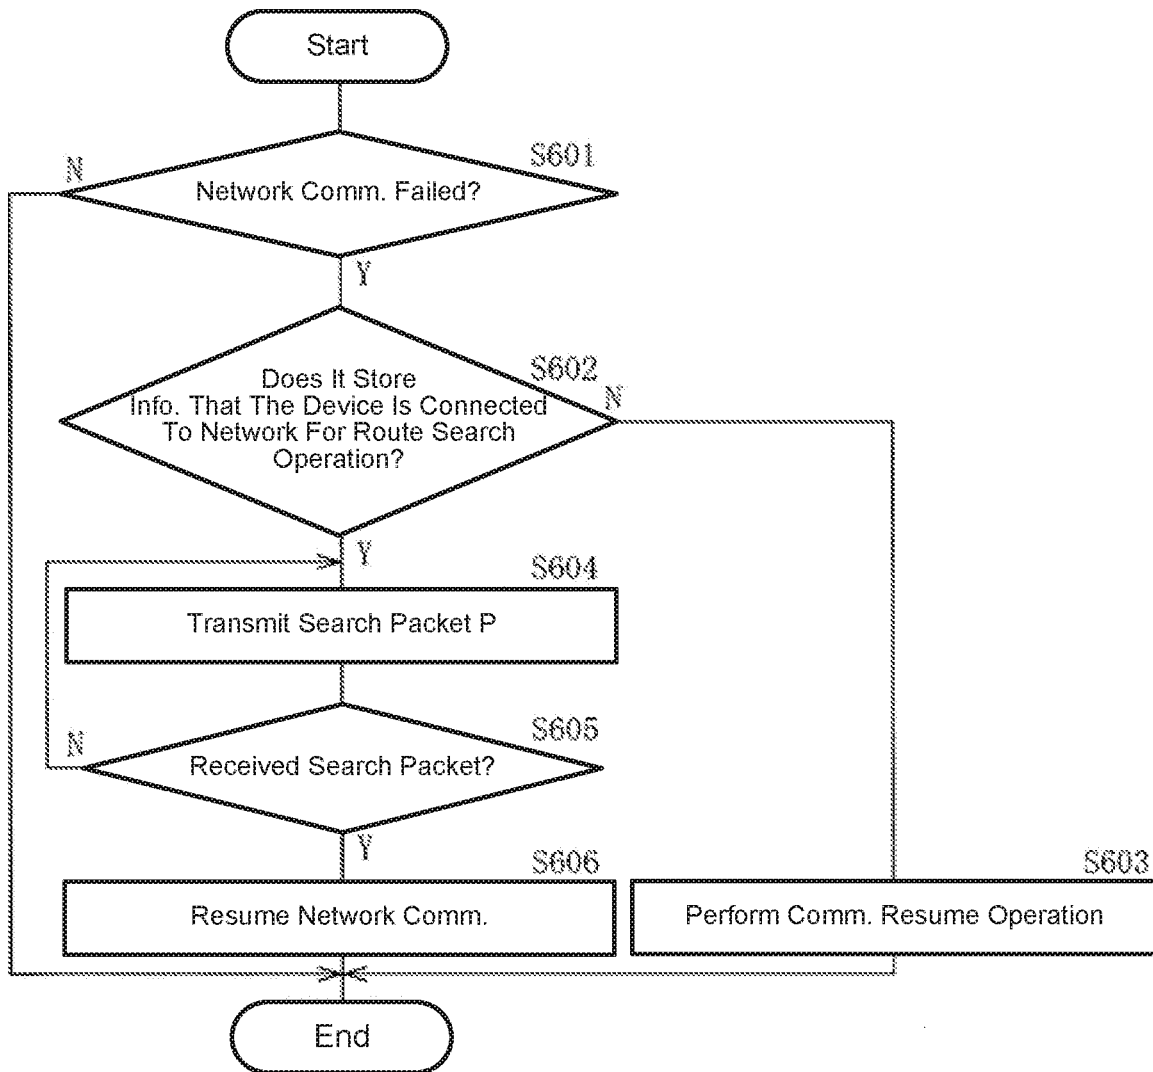 Start
S601
N
Network Comm. Failed?
Y
S602
N
Does It Store
Info. That The Device Is Connected
To Network For Route Search
Operation?
Y
S604
Transmit Search Packet P
S605
N
Received Search Packet?
Y
S606
S603
Resume Network Comm.
Perform Comm. Resume Operation
End